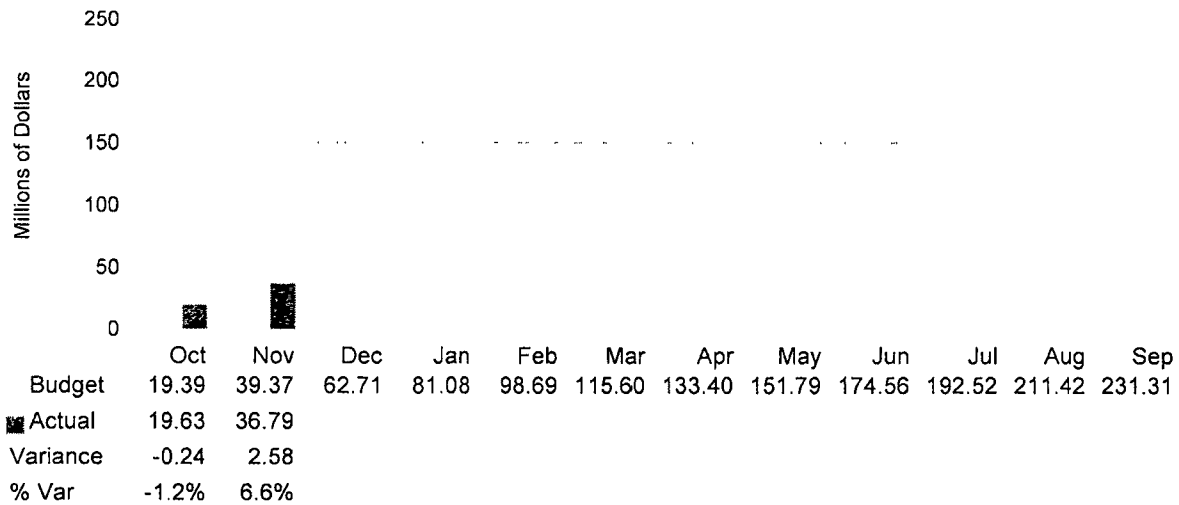 250
200
150
100
50
0
Millions of Dollars
Oct Nov Dec Jan Feb Mar Apr May Jun Jul Aug Sep
Budget 19.39 39.37 62.71 81.08 98.69 115.60 133.40 151.79 174.56 192.52 211.42 231.31
Actual 19.63 36.79
Variance -0.24 2.58
% Var -1.2% 6.6%